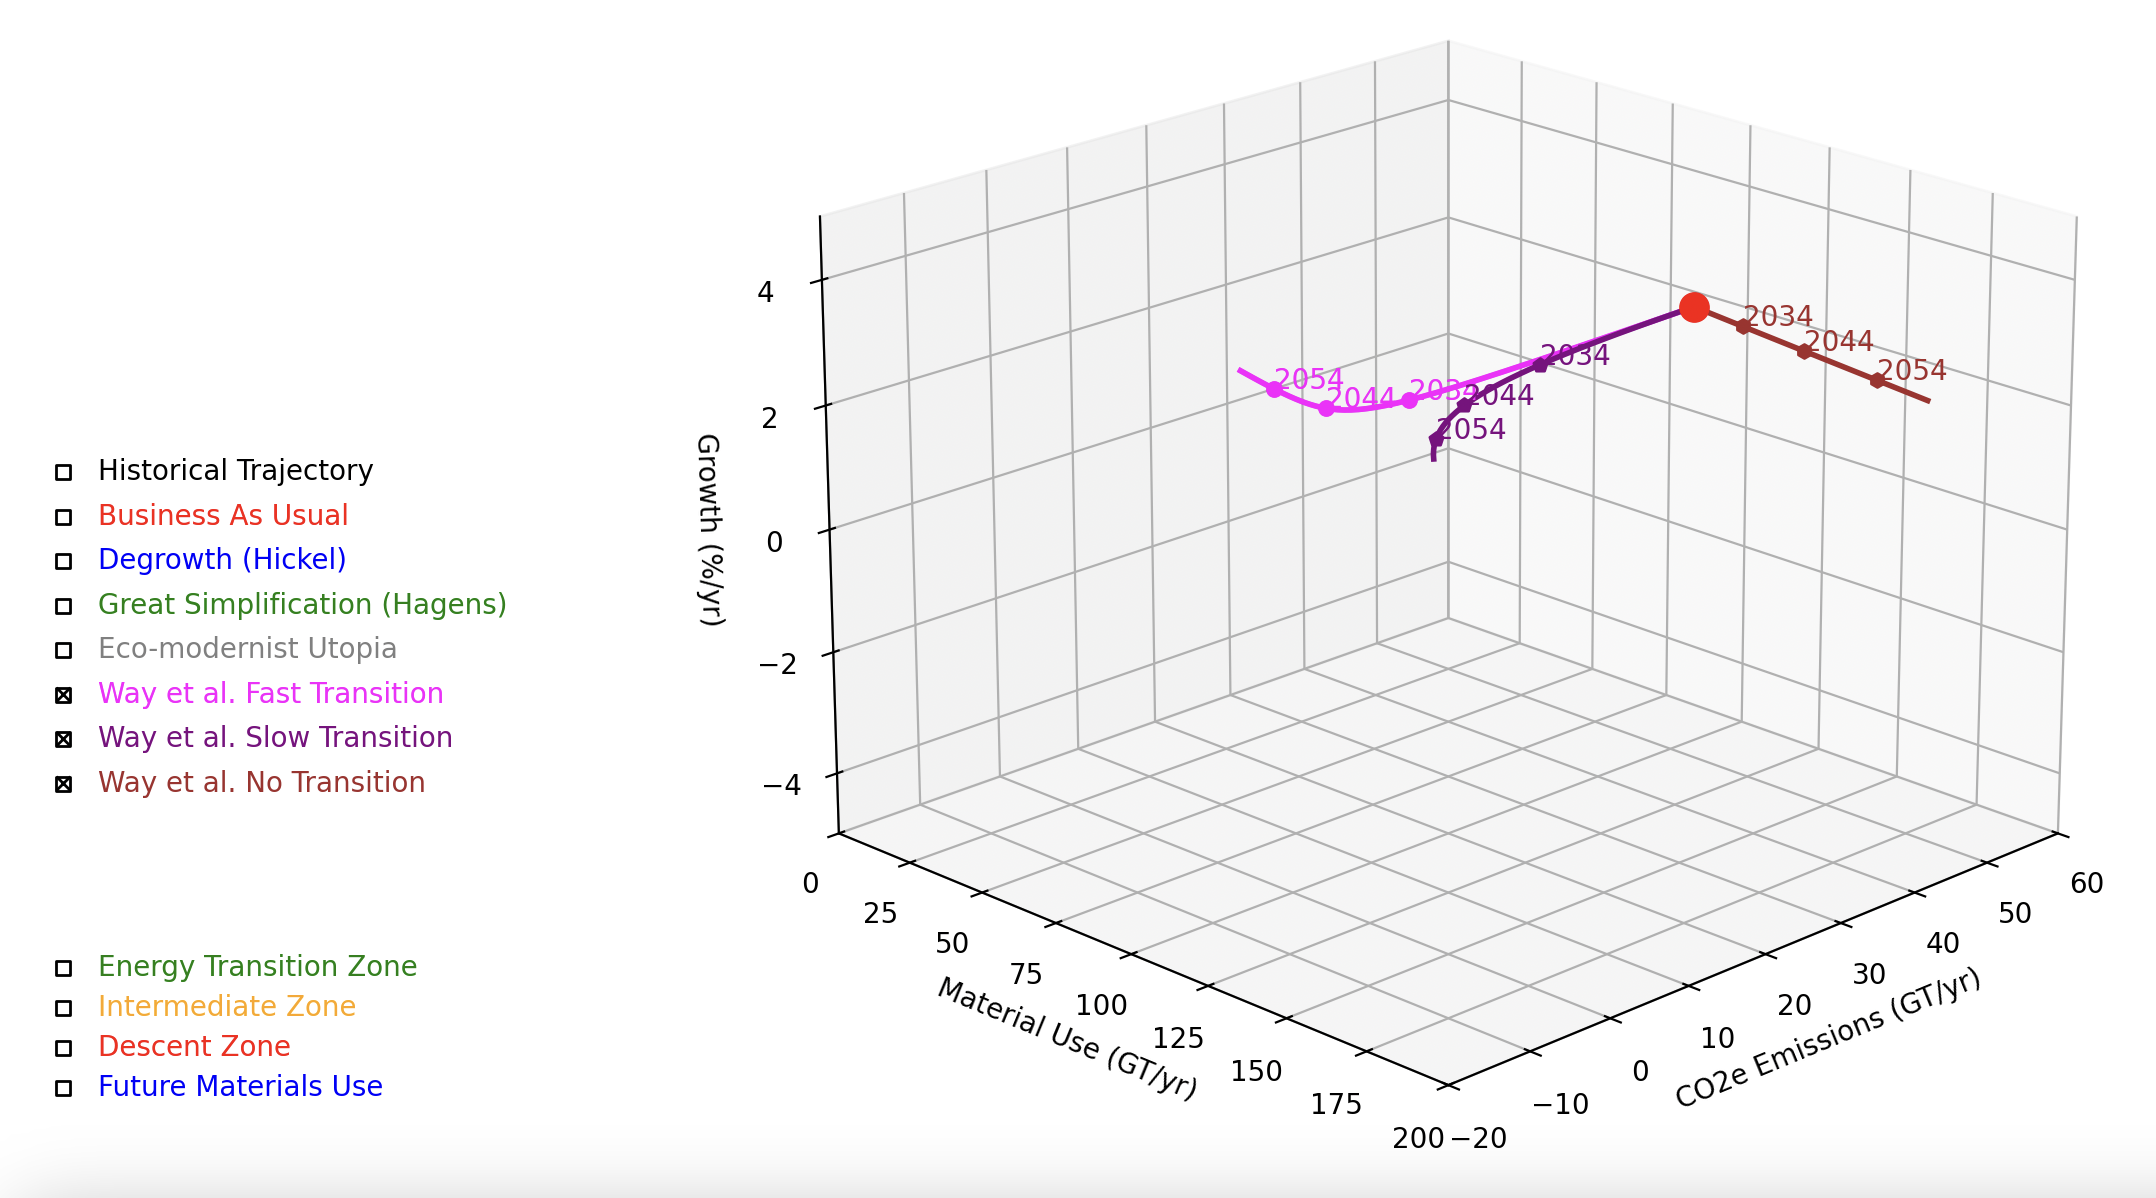 Historical Trajectory
Business As Usual
Degrowth (Hickel)
Great Simplification (Hagens)
Eco-modernist Utopia
Way et al. Fast Transition
Way et al. Slow Transition
Way et al. No Transition
Energy Transition Zone
Intermediate Zone
Descent Zone
Future Materials Use
Growth (%/yr)
4
2
0
−2
−4
Material Use (GT/yr)
0
25
50
75
100
125
150
175
200
CO2e Emissions (GT/yr)
−20
−10
0
10
20
30
40
50
60
2054
2044
2034
2034
2044
2054
2034
2044
2054